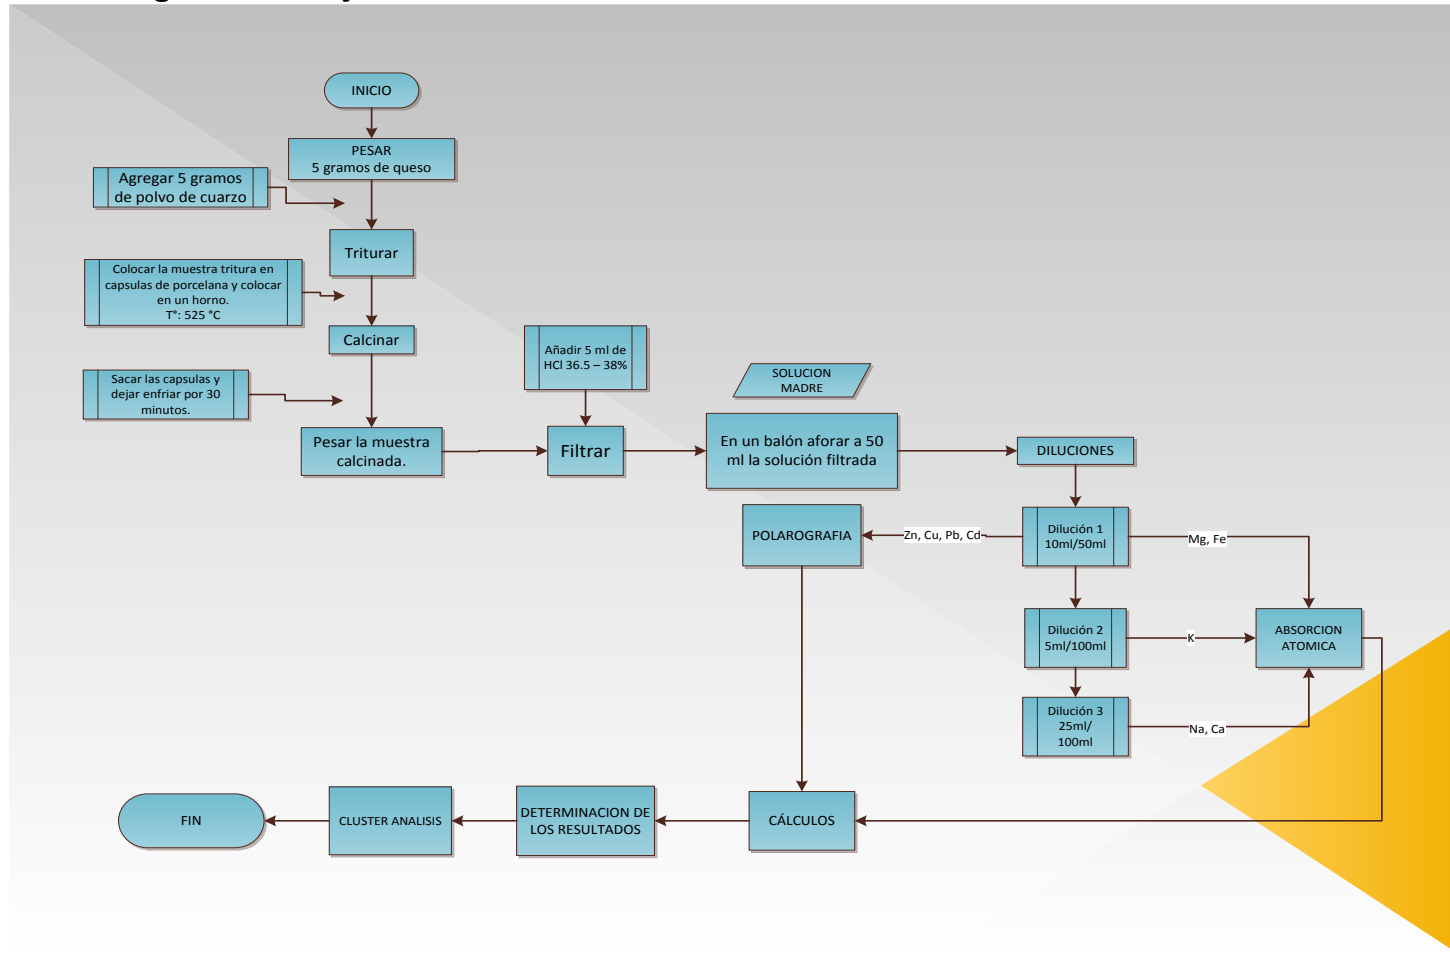 INICIO
PESAR
5 gramos de queso
Agregar 5 gramos
de polvo de cuarzo
Triturar
Colocar la muestra tritura en
capsulas de porcelana y colocar
en un horno.
T°: 525 °C
Calcinar
Sacar las capsulas y
dejar enfriar por 30
minutos.
Pesar la muestra
calcinada.
Añadir 5 ml de
HCl 36.5 – 38%
Filtrar
SOLUCION
MADRE
En un balón aforar a 50
ml la solución filtrada
DILUCIONES
Dilución 1
10ml/50ml
Zn, Cu, Pb, Cd
Mg, Fe
POLAROGRAFIA
Dilución 2
5ml/100ml
K
ABSORCION
ATOMICA
Dilución 3
25ml/
100ml
Na, Ca
CÁLCULOS
DETERMINACION DE
LOS RESULTADOS
CLUSTER ANALISIS
FIN